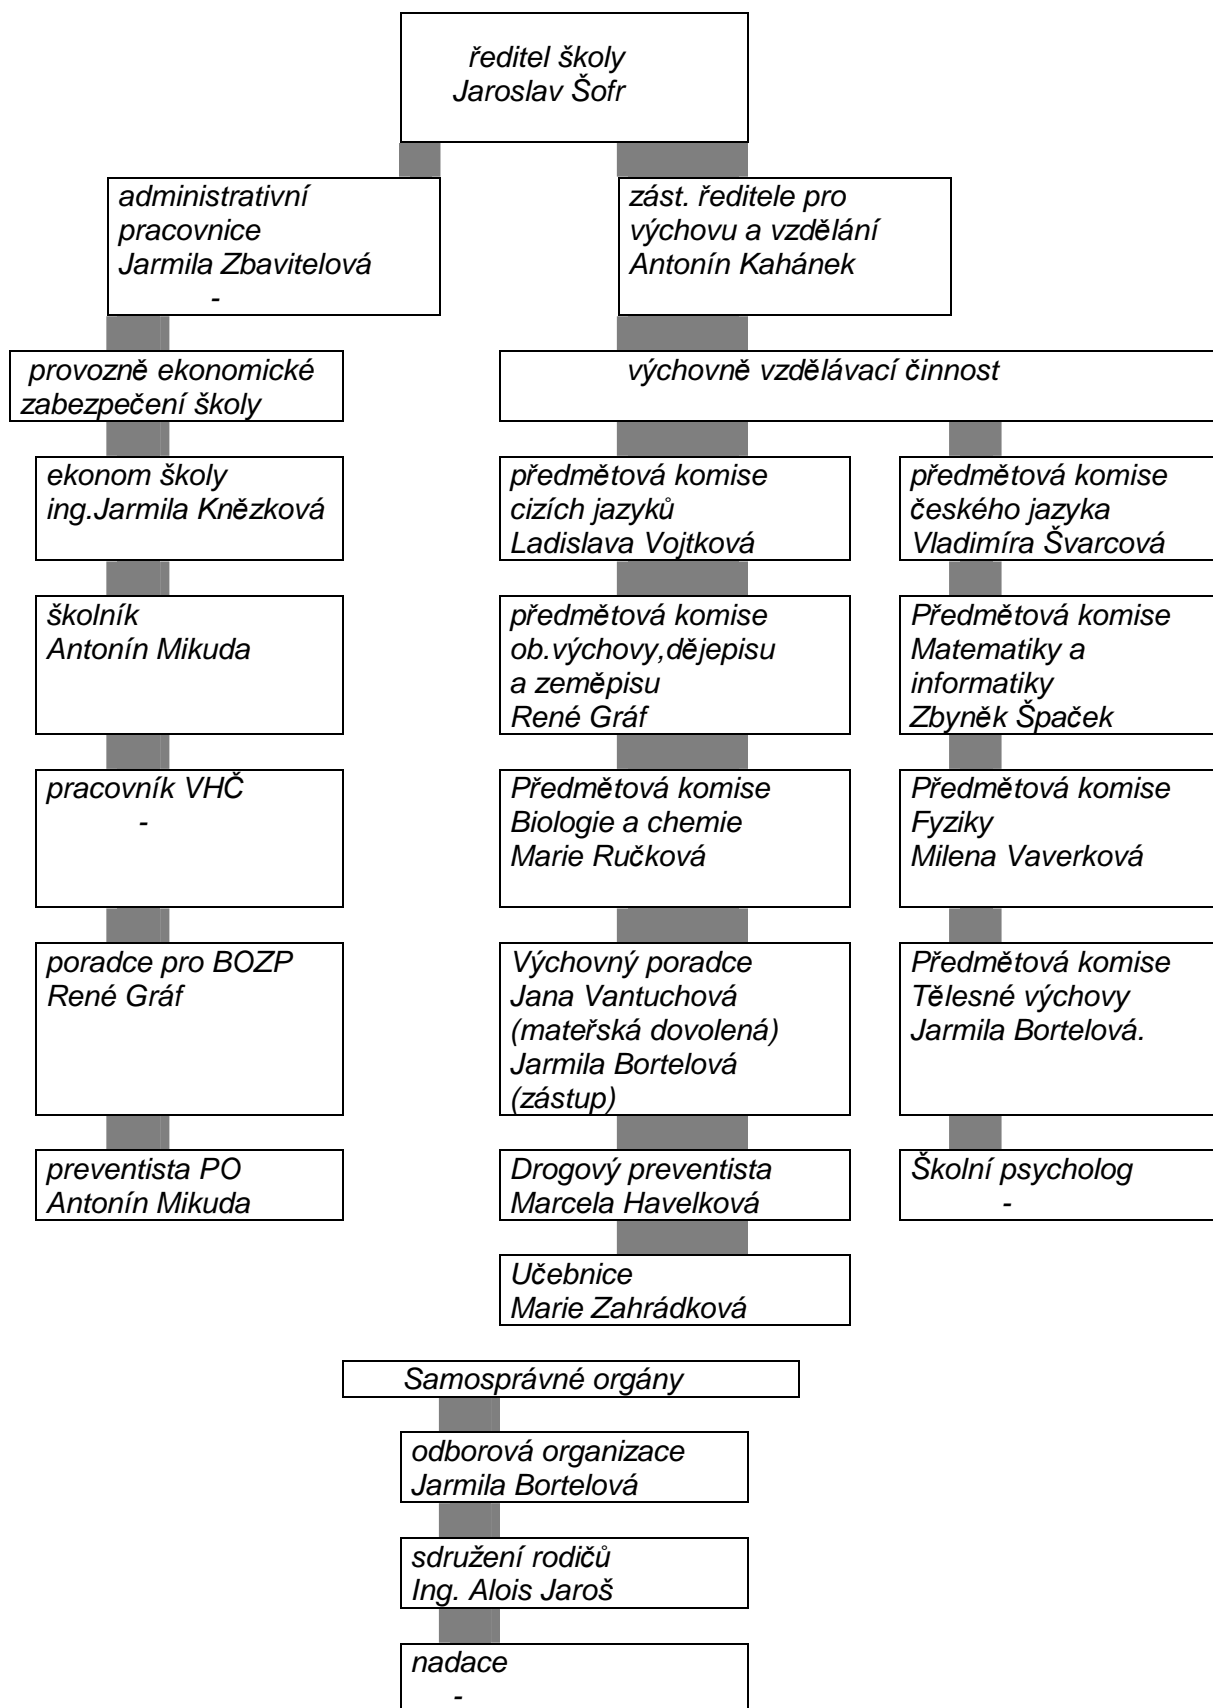 ředitel školy
Jaroslav Šofr
administrativní
pracovnice
Jarmila Zbavitelová
-
zást. ředitele pro
výchovu a vzdělání
Antonín Kahánek
provozně ekonomické
zabezpečení školy
výchovně vzdělávací činnost
ekonom školy
ing.Jarmila Knězková
předmětová komise
cizích jazyků
Ladislava Vojtková
předmětová komise
českého jazyka
Vladimíra Švarcová
školník
Antonín Mikuda
předmětová komise
ob.výchovy,dějepisu
a zeměpisu
René Gráf
Předmětová komise
Matematiky a
informatiky
Zbyněk Špaček
pracovník VHČ
-
Předmětová komise
Biologie a chemie
Marie Ručková
Předmětová komise
Fyziky
Milena Vaverková
poradce pro BOZP
René Gráf
Výchovný poradce
Jana Vantuchová
(mateřská dovolená)
Jarmila Bortelová
(zástup)
Předmětová komise
Tělesné výchovy
Jarmila Bortelová.
preventista PO
Antonín Mikuda
Drogový preventista
Marcela Havelková
Školní psycholog
-
Učebnice
Marie Zahrádková
Samosprávné orgány
odborová organizace
Jarmila Bortelová
sdružení rodičů
Ing. Alois Jaroš
nadace
-